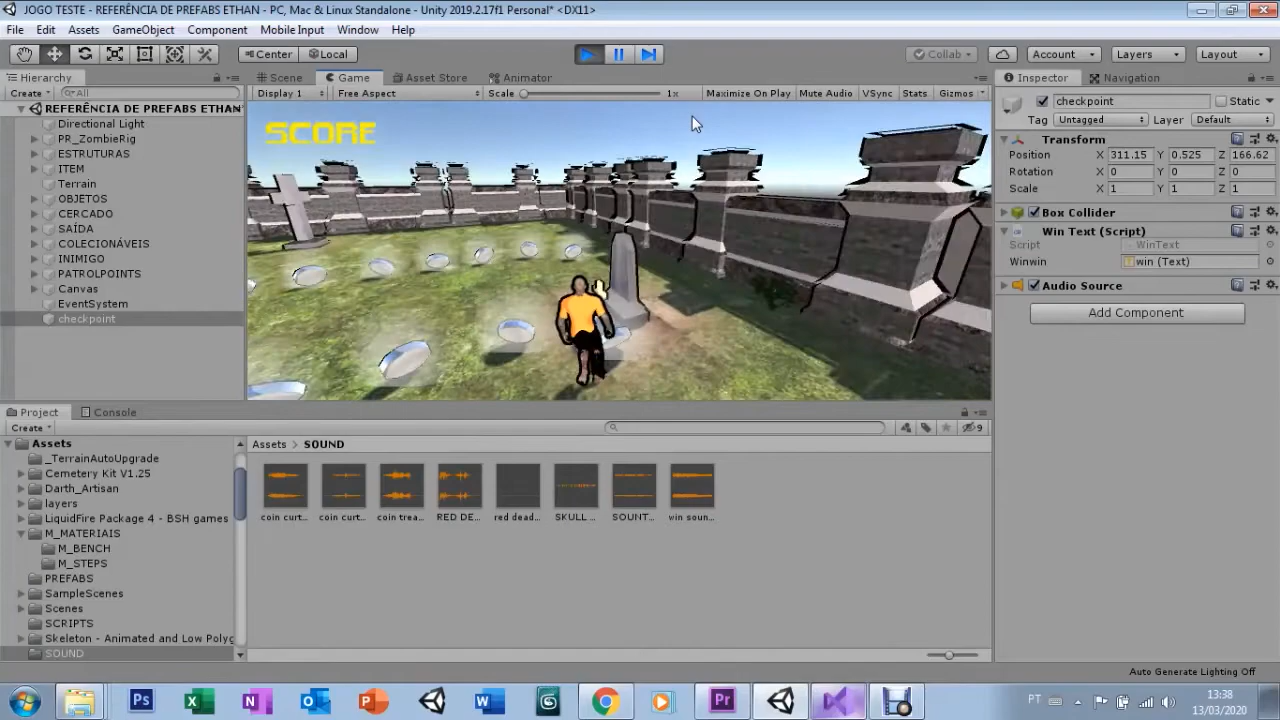 JOGO TESTE - REFERÊNCIA DE PREFABS ETHAN - PC, Mac & Linux Standalone - Unity 2019.2.17f1 Personal* <DX11>
File Edit Assets GameObject Component Mobile Input Window Help
Center Local Collab Account Layers Layout
Hierarchy Scene Game Asset Store Animator Inspector Navigation
Create All Display 1 Free Aspect Scale 1x Maximize On Play Mute Audio VSync Stats Gizmos
REFERÊNCIA DE PREFABS ETHAN*
Directional Light
PR_ZombieRig
ESTRUTURAS
ITEM
Terrain
OBJETOS
CERCADO
SAÍDA
COLECIONÁVEIS
INIMIGO
PATROLPOINTS
Canvas
EventSystem
checkpoint
SCORE
checkpoint Static
Tag Untagged Layer Default
Transform
Position X 311.15 Y 0.525 Z 166.62
Rotation X 0 Y 0 Z 0
Scale X 1 Y 1 Z 1
Box Collider
Win Text (Script)
Script WinText
Winwin win (Text)
Audio Source
Add Component
Project Console
Create 9
Assets
_TerrainAutoUpgrade
Cemetery Kit V1.25
Darth_Artisan
layers
LiquidFire Package 4 - BSH games
M_MATERIAIS
M_BENCH
M_STEPS
PREFABS
SampleScenes
Scenes
SCRIPTS
Skeleton - Animated and Low Polyg
SOUND
Assets > SOUND
coin curt... coin curt... coin trea... RED DE... red dead... SKULL ... SOUNT... win soun...
Auto Generate Lighting Off
Ps X N O P W Pr
PT 13:38
13/03/2020